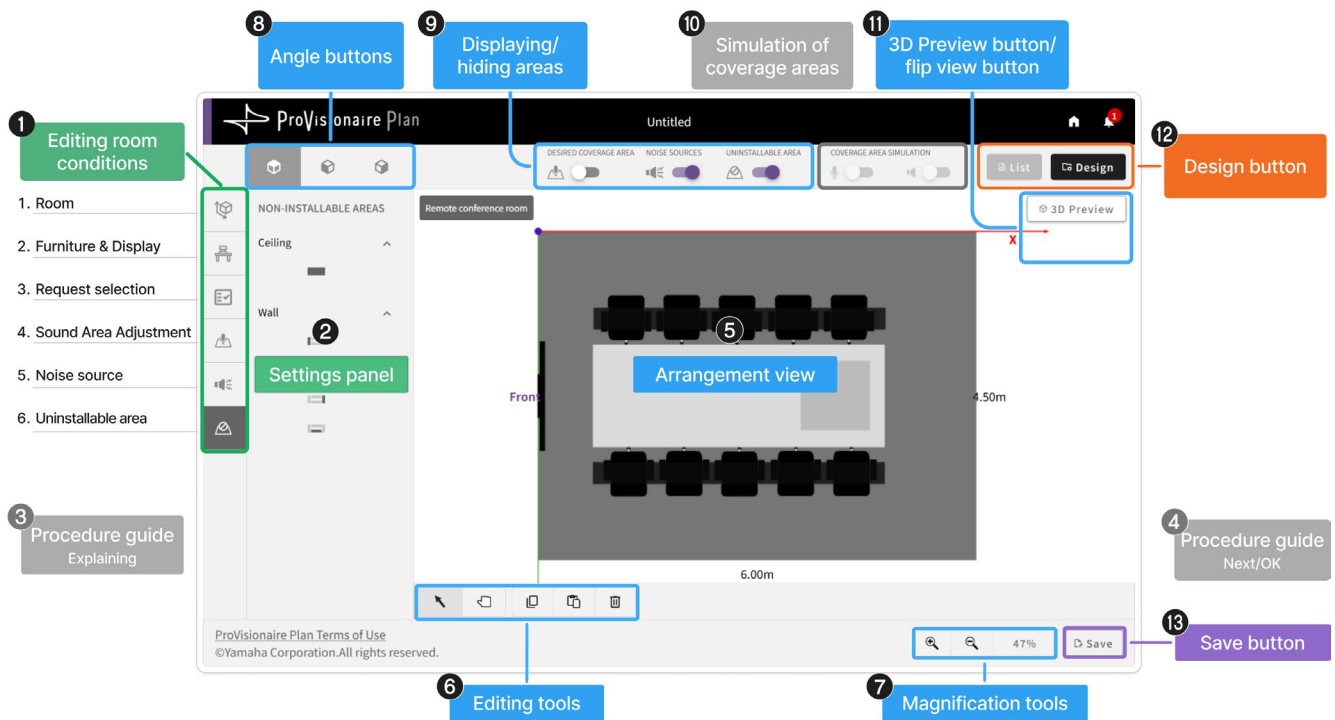 8
Angle buttons
9
Displaying/
hiding areas
10
Simulation of
coverage areas
11
3D Preview button/
flip view button
1
Editing room
conditions
ProVisionaire Plan
Untitled
1
12
Design button
DESIRED COVERAGE AREA
NOISE SOURCES
UNINSTALLABLE AREA
COVERAGE AREA SIMULATION
List
Design
1. Room
2. Furniture & Display
3. Request selection
4. Sound Area Adjustment
5. Noise source
6. Uninstallable area
NON-INSTALLABLE AREAS
Ceiling
Wall
2
Settings panel
Remote conference room
3D Preview
X
5
Arrangement view
Front
4.50m
6.00m
3
Procedure guide
Explaining
4
Procedure guide
Next/OK
ProVisionaire Plan Terms of Use
©Yamaha Corporation.All rights reserved.
47%
Save
13
Save button
6
Editing tools
7
Magnification tools